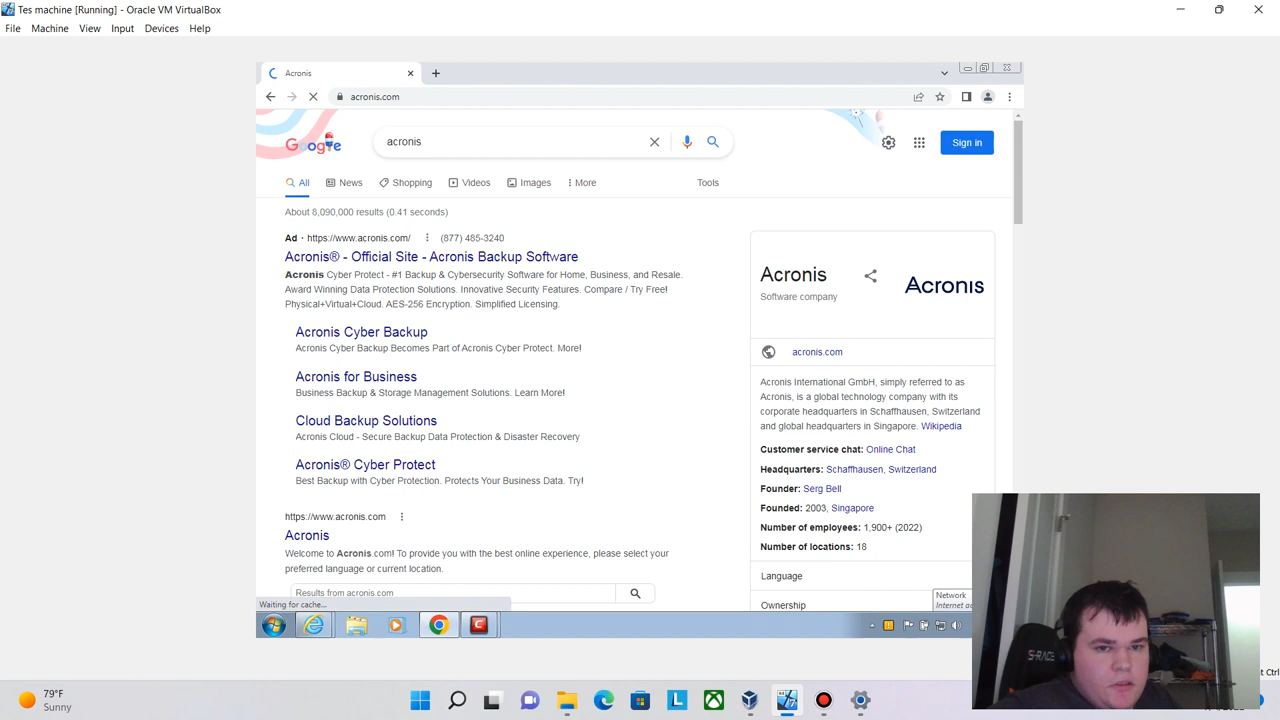 Tes machine [Running] - Oracle VM VirtualBox
File Machine View Input Devices Help
Acronis
acronis.com
Google
acronis
Sign in
All News Shopping Videos Images More Tools
About 8,090,000 results (0.41 seconds)
Ad · https://www.acronis.com/ (877) 485-3240
Acronis® - Official Site - Acronis Backup Software
Acronis Cyber Protect - #1 Backup & Cybersecurity Software for Home, Business, and Resale.
Award Winning Data Protection Solutions. Innovative Security Features. Compare / Try Free!
Physical+Virtual+Cloud. AES-256 Encryption. Simplified Licensing.
Acronis Cyber Backup
Acronis Cyber Backup Becomes Part of Acronis Cyber Protect. More!
Acronis for Business
Business Backup & Storage Management Solutions. Learn More!
Cloud Backup Solutions
Acronis Cloud - Secure Backup Data Protection & Disaster Recovery
Acronis® Cyber Protect
Best Backup with Cyber Protection. Protects Your Business Data. Try!
https://www.acronis.com
Acronis
Welcome to Acronis.com! To provide you with the best online experience, please select your
preferred language or current location.
Results from acronis.com
Waiting for cache...
Acronis
Software company
Acronis
acronis.com
Acronis International GmbH, simply referred to as
Acronis, is a global technology company with its
corporate headquarters in Schaffhausen, Switzerland
and global headquarters in Singapore. Wikipedia
Customer service chat: Online Chat
Headquarters: Schaffhausen, Switzerland
Founder: Serg Bell
Founded: 2003, Singapore
Number of employees: 1,900+ (2022)
Number of locations: 18
Language
Ownership
Network
Internet
S-RACE
Ctrl
79°F
Sunny